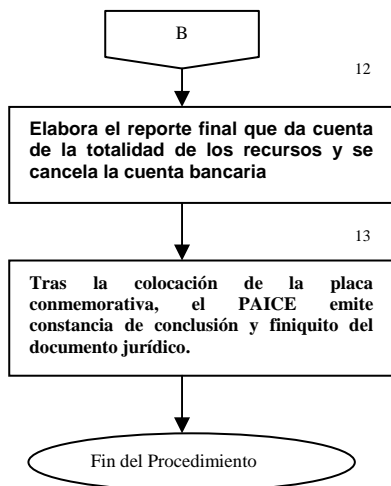 B
12
Elabora el reporte final que da cuenta
de la totalidad de los recursos y se
cancela la cuenta bancaria
13
Tras la colocación de la placa
conmemorativa, el PAICE emite
constancia de conclusión y finiquito del
documento jurídico.
Fin del Procedimiento